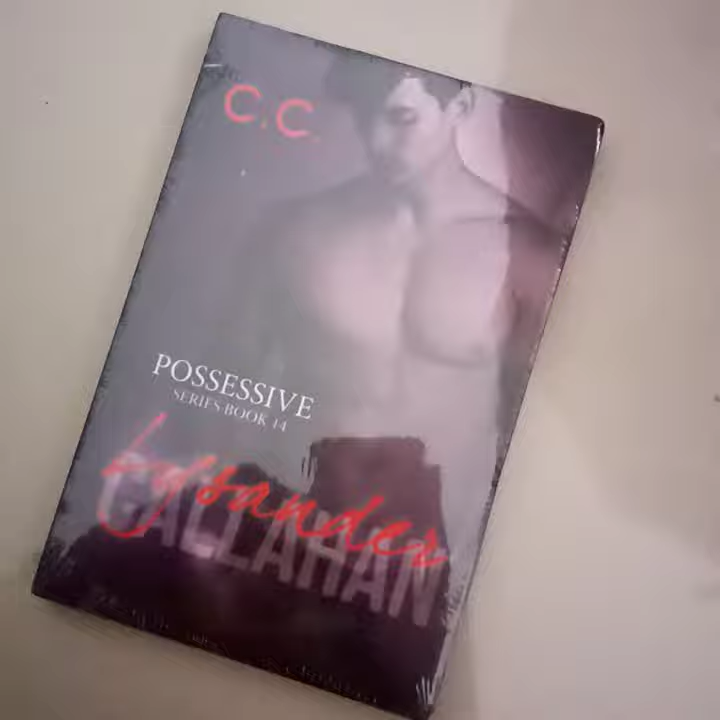 C.C.
POSSESSIVE
SERIES BOOK 14
Lysander
CALLAHAN